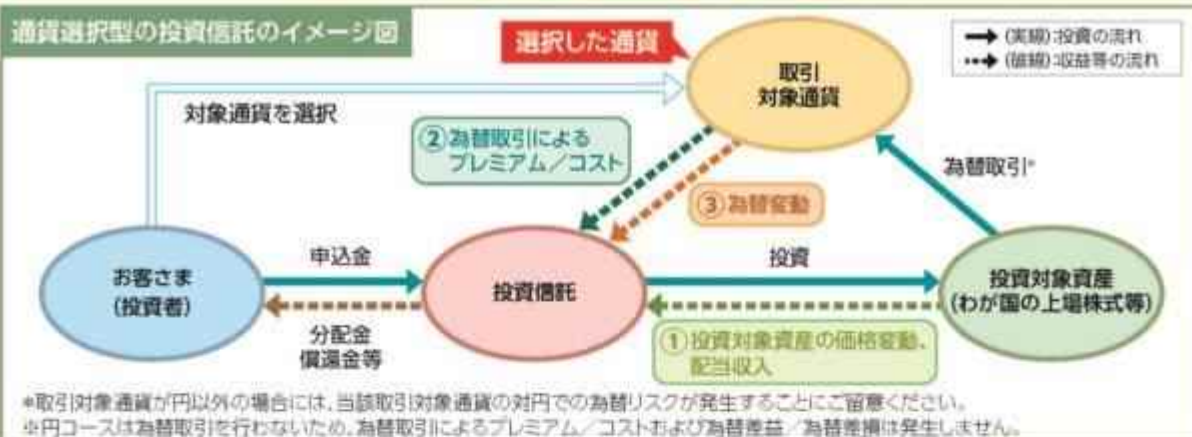 通貨選択型の投資信託のイメージ図
選択した通貨
(実線):投資の流れ
(破線):収益等の流れ
取引
対象通貨
対象通貨を選択
②為替取引による
プレミアム/コスト
為替取引*
③為替変動
お客さま
(投資者)
申込金
投資信託
投資
投資対象資産
(わが国の上場株式等)
分配金
償還金等
①投資対象資産の価格変動、
配当収入
*取引対象通貨が円以外の場合には、当該取引対象通貨の対円での為替リスクが発生することにご留意ください。
※円コースは為替取引を行わないため、為替取引によるプレミアム/コストおよび為替差益/為替差損は発生しません。